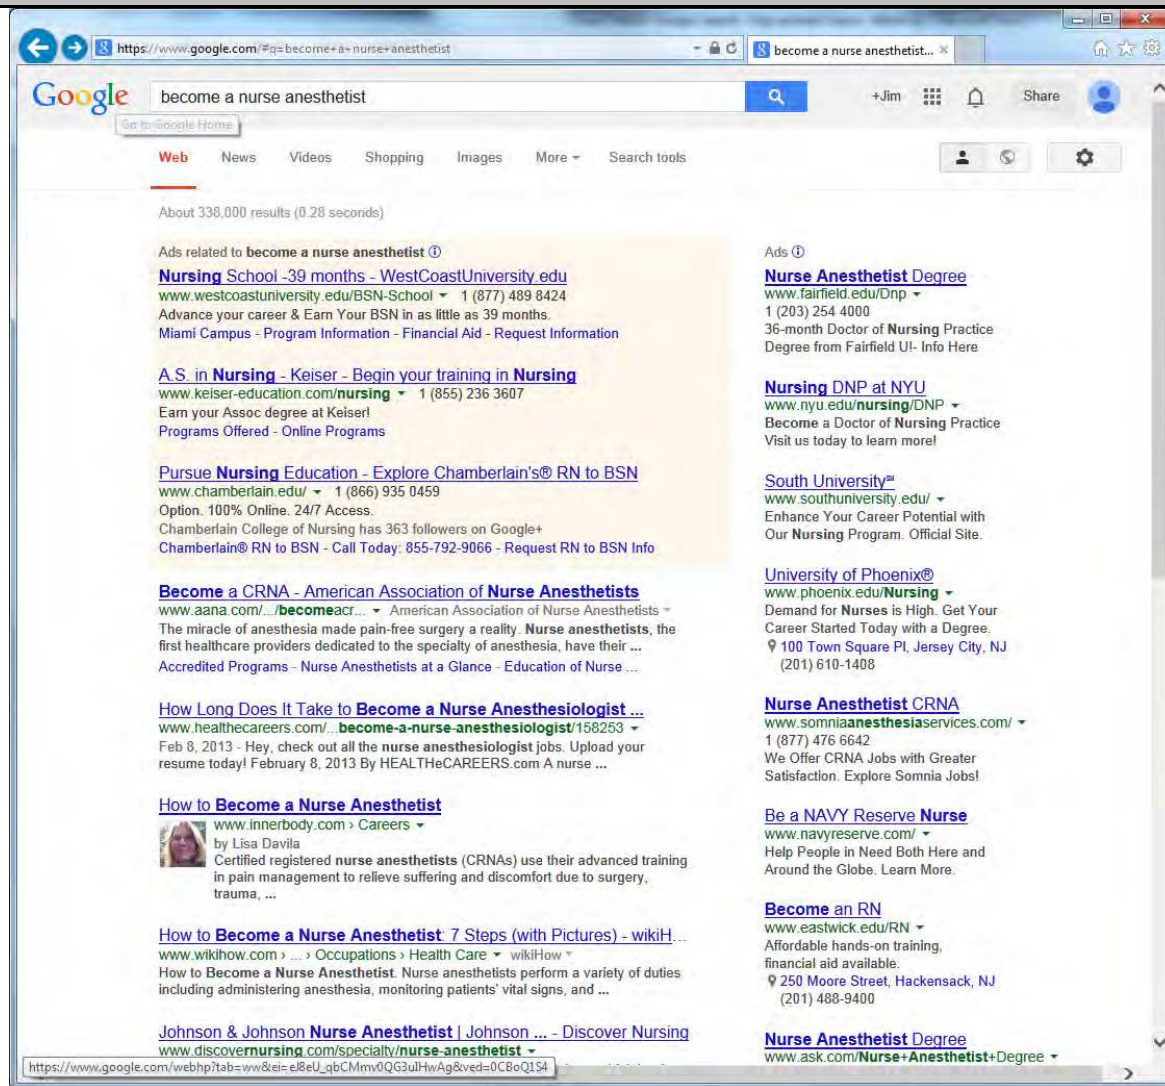 https://www.google.com/#q=become+a+nurse+anesthetist
become a nurse anesthetist...
Google
become a nurse anesthetist
+Jim
Share
Go to Google Home
Web News Videos Shopping Images More Search tools
About 338,000 results (0.28 seconds)
Ads related to become a nurse anesthetist
Nursing School -39 months - WestCoastUniversity.edu
www.westcoastuniversity.edu/BSN-School 1 (877) 489 8424
Advance your career & Earn Your BSN in as little as 39 months.
Miami Campus - Program Information - Financial Aid - Request Information
A.S. in Nursing - Keiser - Begin your training in Nursing
www.keiser-education.com/nursing 1 (855) 236 3607
Earn your Assoc degree at Keiser!
Programs Offered - Online Programs
Pursue Nursing Education - Explore Chamberlain's® RN to BSN
www.chamberlain.edu/ 1 (866) 935 0459
Option. 100% Online. 24/7 Access.
Chamberlain College of Nursing has 363 followers on Google+
Chamberlain® RN to BSN - Call Today: 855-792-9066 - Request RN to BSN Info
Become a CRNA - American Association of Nurse Anesthetists
www.aana.com/.../becomeacr... American Association of Nurse Anesthetists
The miracle of anesthesia made pain-free surgery a reality. Nurse anesthetists, the
first healthcare providers dedicated to the specialty of anesthesia, have their ...
Accredited Programs - Nurse Anesthetists at a Glance - Education of Nurse ...
How Long Does It Take to Become a Nurse Anesthesiologist ...
www.healthecareers.com/...become-a-nurse-anesthesiologist/158253
Feb 8, 2013 - Hey, check out all the nurse anesthesiologist jobs. Upload your
resume today! February 8, 2013 By HEALTHeCAREERS.com A nurse ...
How to Become a Nurse Anesthetist
www.innerbody.com › Careers
by Lisa Davila
Certified registered nurse anesthetists (CRNAs) use their advanced training
in pain management to relieve suffering and discomfort due to surgery,
trauma, ...
How to Become a Nurse Anesthetist: 7 Steps (with Pictures) - wikiH...
www.wikihow.com › ... › Occupations › Health Care wikiHow
How to Become a Nurse Anesthetist. Nurse anesthetists perform a variety of duties
including administering anesthesia, monitoring patients' vital signs, and ...
Johnson & Johnson Nurse Anesthetist | Johnson ... - Discover Nursing
www.discovernursing.com/specialty/nurse-anesthetist
Ads
Nurse Anesthetist Degree
www.fairfield.edu/Dnp
1 (203) 254 4000
36-month Doctor of Nursing Practice
Degree from Fairfield U!- Info Here
Nursing DNP at NYU
www.nyu.edu/nursing/DNP
Become a Doctor of Nursing Practice
Visit us today to learn more!
South University℠
www.southuniversity.edu/
Enhance Your Career Potential with
Our Nursing Program. Official Site.
University of Phoenix®
www.phoenix.edu/Nursing
Demand for Nurses is High. Get Your
Career Started Today with a Degree.
100 Town Square Pl, Jersey City, NJ
(201) 610-1408
Nurse Anesthetist CRNA
www.somniaanesthesiaservices.com/
1 (877) 476 6642
We Offer CRNA Jobs with Greater
Satisfaction. Explore Somnia Jobs!
Be a NAVY Reserve Nurse
www.navyreserve.com/
Help People in Need Both Here and
Around the Globe. Learn More.
Become an RN
www.eastwick.edu/RN
Affordable hands-on training,
financial aid available.
250 Moore Street, Hackensack, NJ
(201) 488-9400
Nurse Anesthetist Degree
www.ask.com/Nurse+Anesthetist+Degree